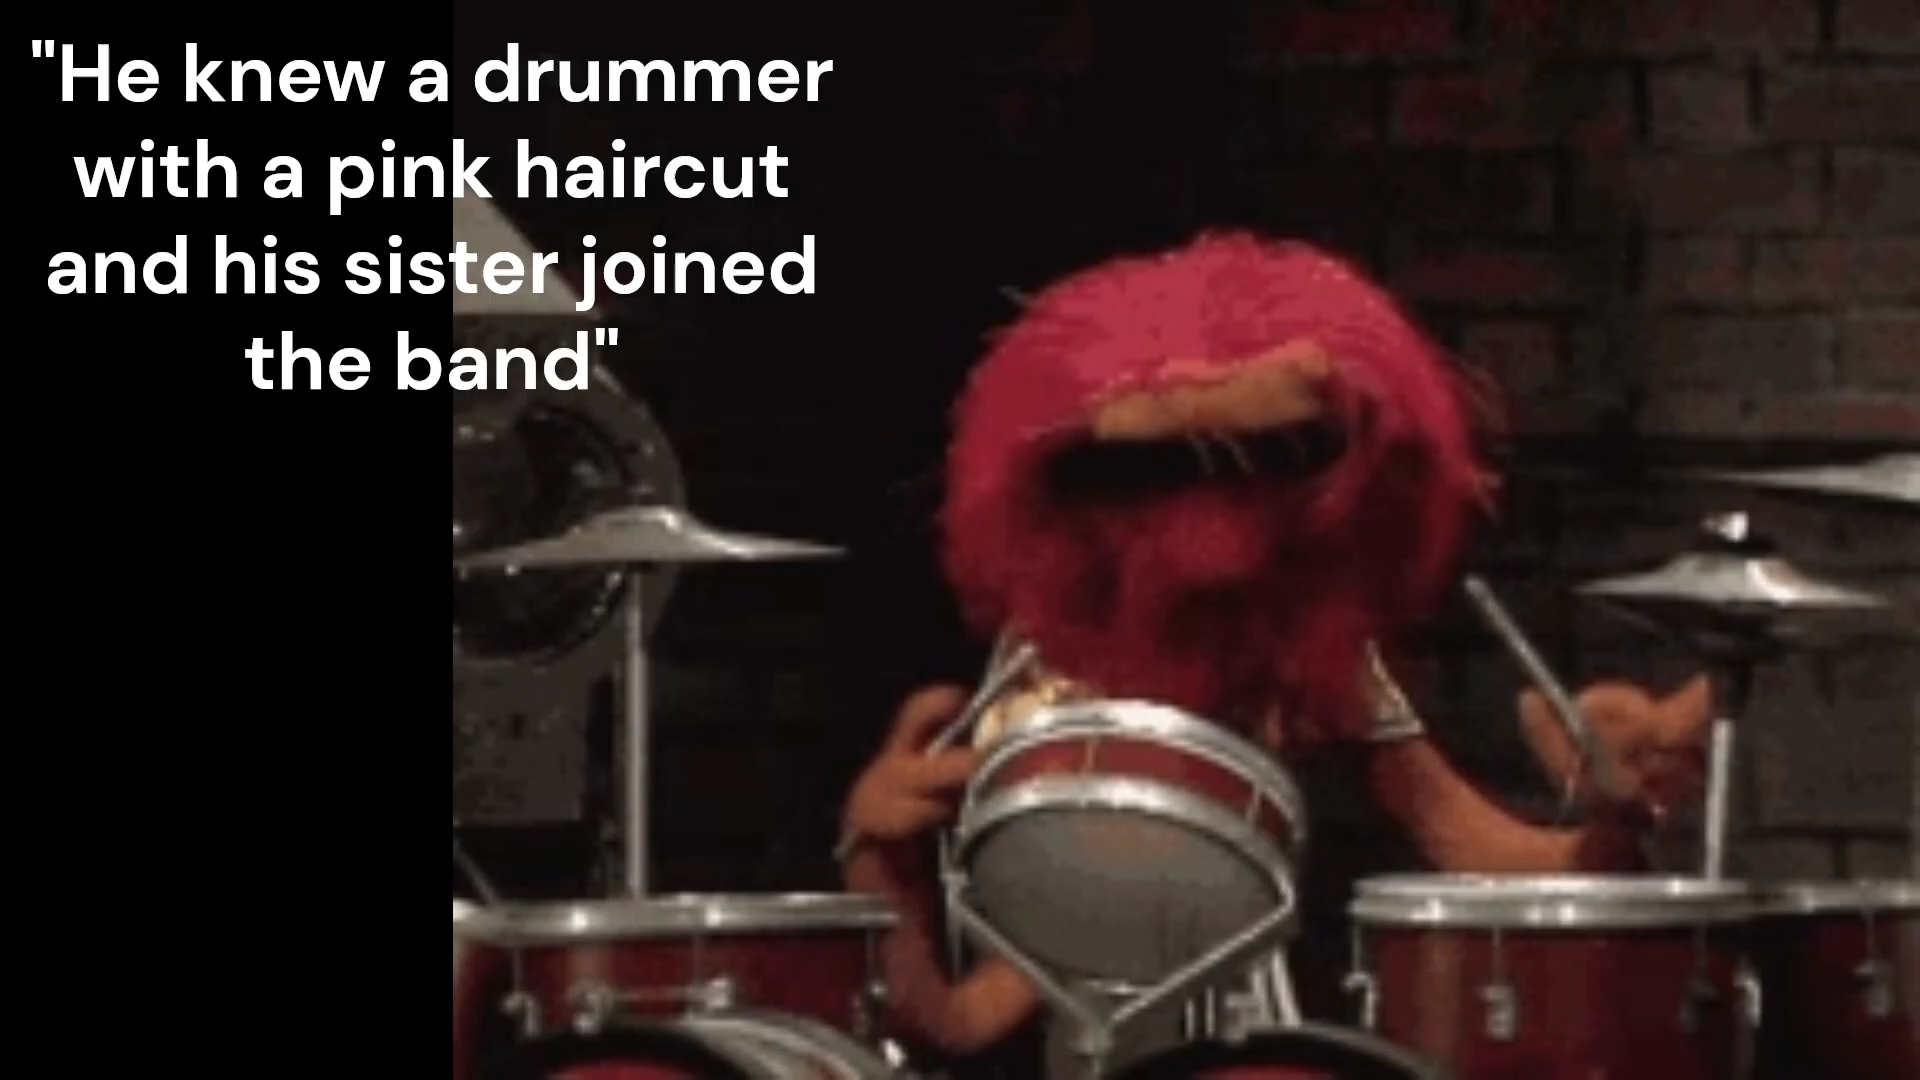 "He knew a drummer
with a pink haircut
and his sister joined
the band"